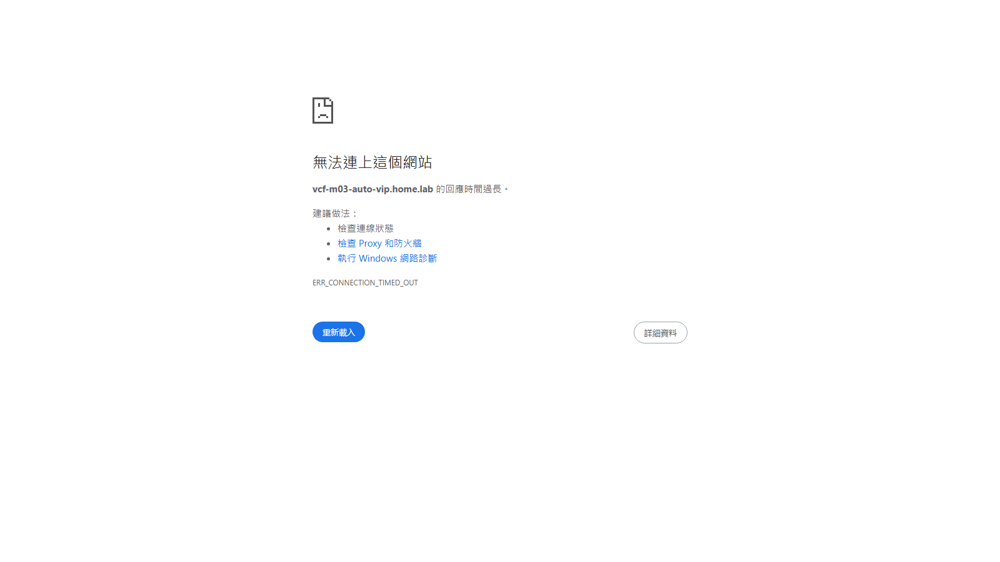 無法連上這個網站
vcf-m03-auto-vip.home.lab 的回應時間過長。
建議做法：
檢查連線狀態
檢查 Proxy 和防火牆
執行 Windows 網路診斷
ERR_CONNECTION_TIMED_OUT
重新載入
詳細資料